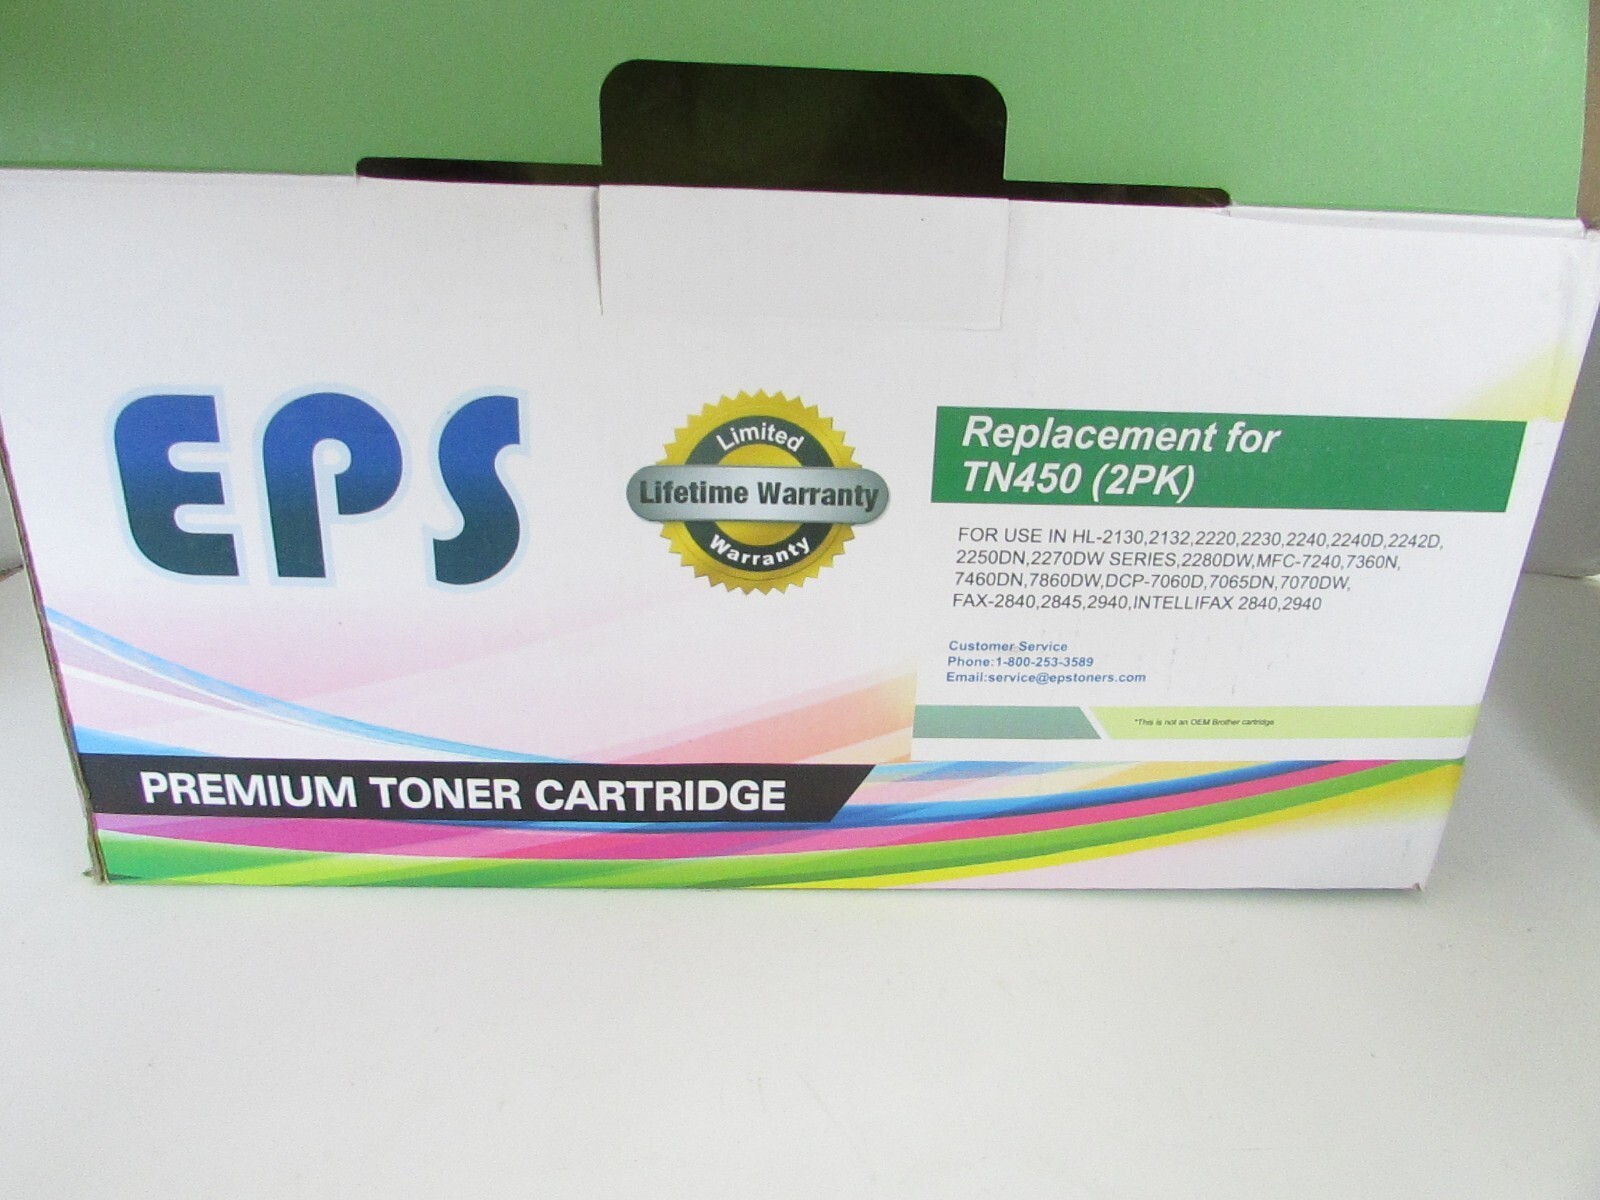 EPS
Limited
Lifetime Warranty
Warranty
Replacement for
TN450 (2PK)
FOR USE IN HL-2130,2132,2220,2230,2240,2240D,2242D,
2250DN,2270DW SERIES,2280DW,MFC-7240,7360N,
7460DN,7860DW,DCP-7060D,7065DN,7070DW,
FAX-2840,2845,2940,INTELLIFAX 2840,2940
Customer Service
Phone:1-800-253-3589
Email:service@epstoners.com
*This is not an OEM Brother cartridge
PREMIUM TONER CARTRIDGE